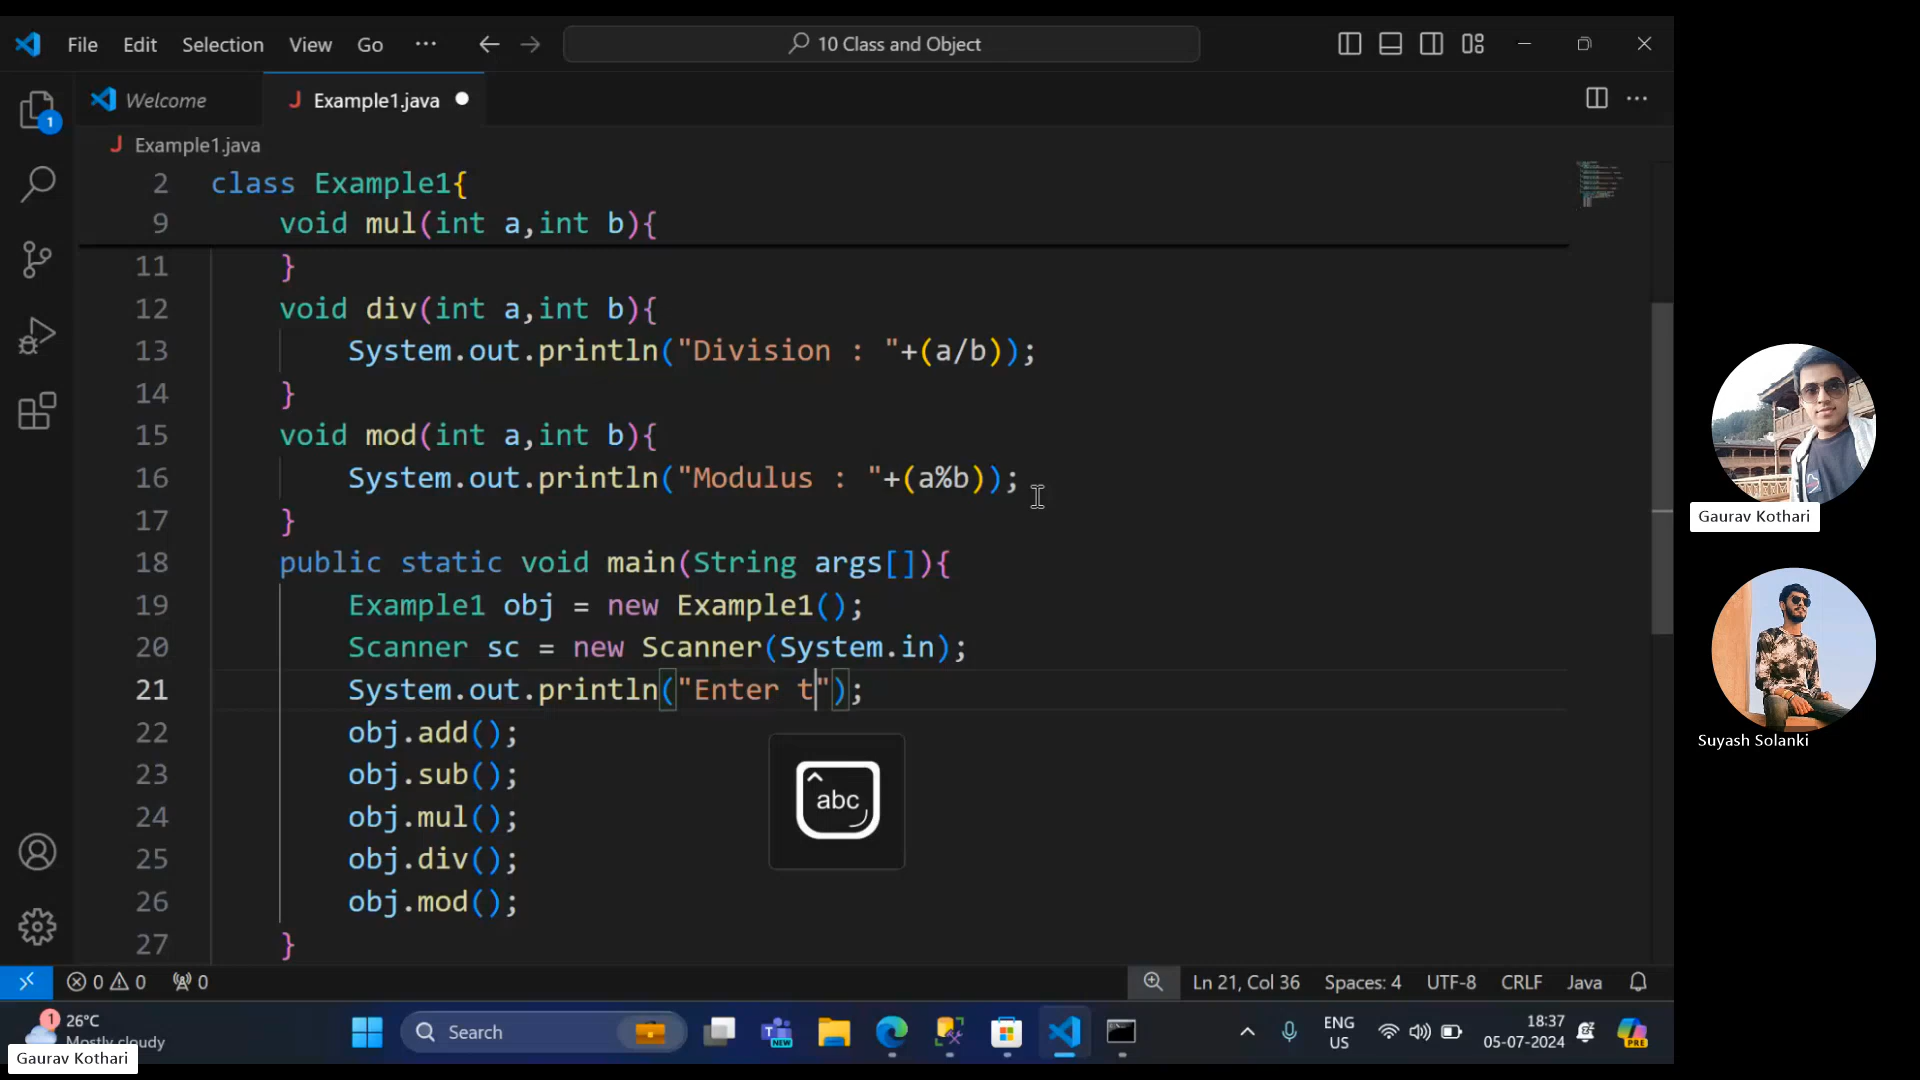 File Edit Selection View Go ··· 10 Class and Object
Welcome Example1.java
Example1.java
1
2 class Example1{
9 void mul(int a,int b){
11 }
12 void div(int a,int b){
13 System.out.println("Division : "+(a/b));
14 }
15 void mod(int a,int b){
16 System.out.println("Modulus : "+(a%b));
17 }
18 public static void main(String args[]){
19 Example1 obj = new Example1();
20 Scanner sc = new Scanner(System.in);
21 System.out.println("Enter t");
22 obj.add();
23 obj.sub();
24 obj.mul();
25 obj.div();
26 obj.mod();
27 }
abc
Gaurav Kothari
Suyash Solanki
0 0 0 Ln 21, Col 36 Spaces: 4 UTF-8 CRLF Java
1 26°C
Mostly cloudy
Search
NEW
ENG
US
18:37
05-07-2024
PRE
Gaurav Kothari